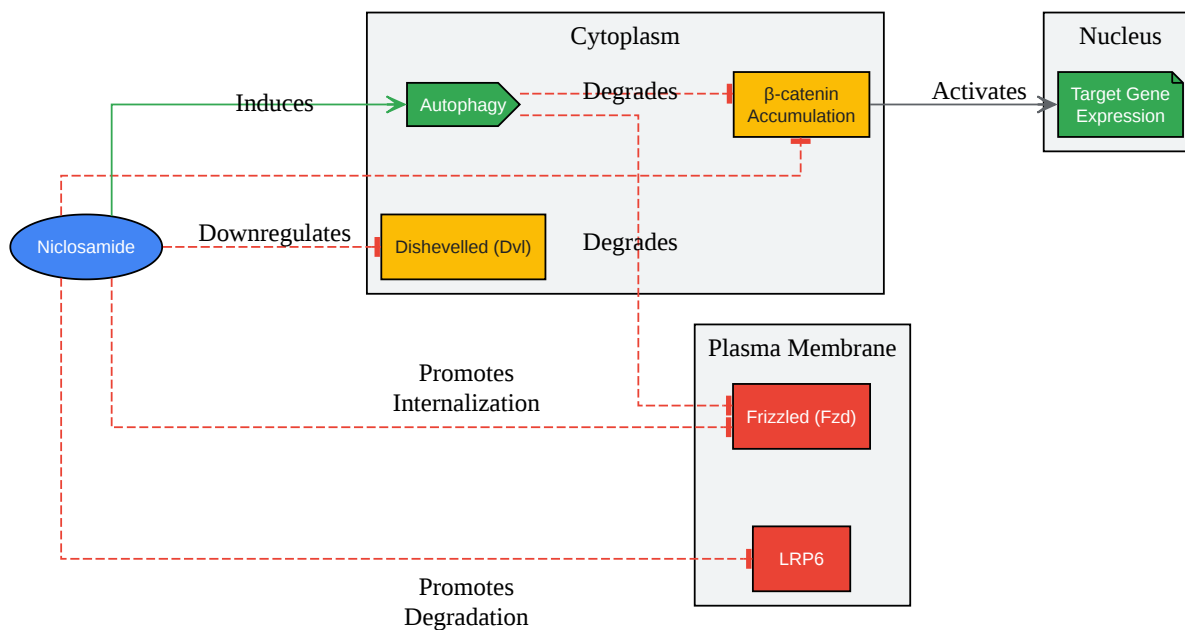 Cytoplasm
Nucleus
Induces
Autophagy
Degrades
β-catenin
Accumulation
Activates
Target Gene
Expression
Niclosamide
Downregulates
Dishevelled (Dvl)
Degrades
Plasma Membrane
Promotes
Internalization
Frizzled (Fzd)
LRP6
Promotes
Degradation